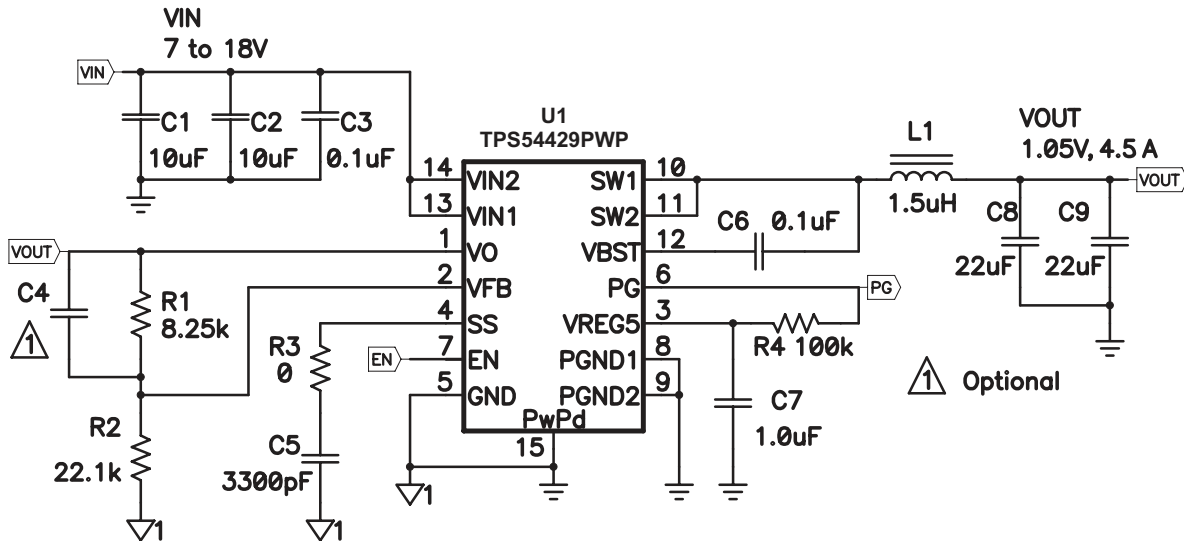 VIN
7 to 18V
VIN
C1
10uF
C2
10uF
C3
0.1uF
U1
TPS54429PWP
14
VIN2
13
VIN1
1
VO
2
VFB
4
SS
7
EN
5
GND
PwPd
15
SW1
10
SW2
11
VBST
12
PG
6
VREG5
3
PGND1
8
PGND2
9
VOUT
C4
1
R1
8.25k
R2
22.1k
1
R3
0
C5
3300pF
1
EN
1
C6
0.1uF
L1
1.5uH
VOUT
1.05V, 4.5 A
VOUT
C8
22uF
C9
22uF
PG
R4 100k
C7
1.0uF
1 Optional